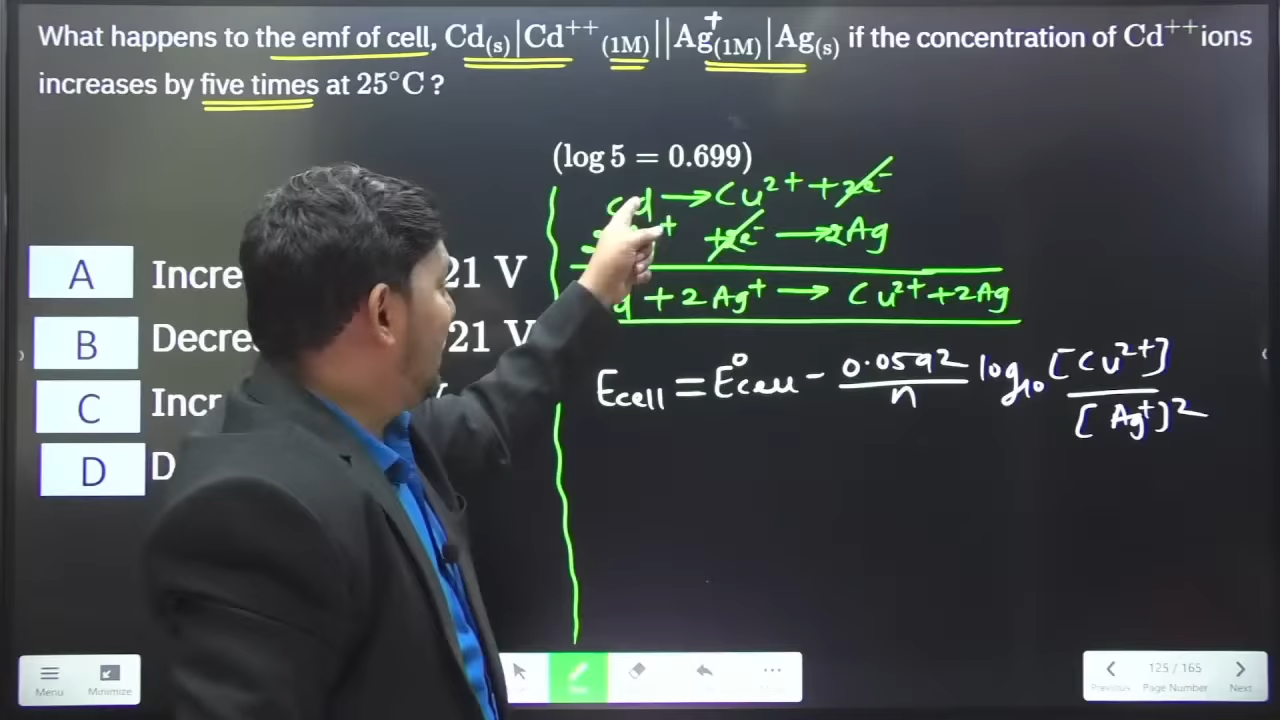 What happens to the emf of cell, Cd(s)|Cd++(1M)||Ag+(1M)|Ag(s) if the concentration of Cd++ ions
increases by five times at 25°C ?
(log 5 = 0.699)
Cd → Cu2+ + 2e-
+ +2e- → 2Ag
+ 2Ag+ → Cu2+ + 2Ag
A Incre 21 V
B Decre 21 V
C Incr
D D
Ecell = E°cell - 0.0592/n log10 [Cu2+]/[Ag+]2
Menu Minimize
Pen
Previous 125 / 165 Next
Page Number